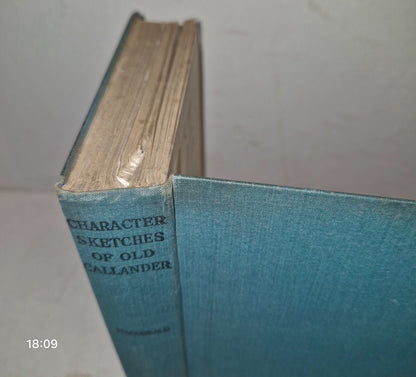 CHARACTER
SKETCHES
OF OLD
CALLANDER
18:09